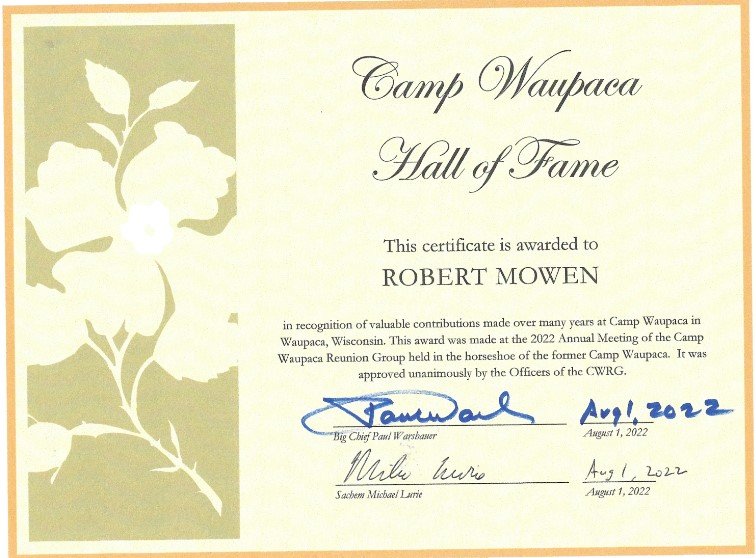 Camp Waupaca
Hall of Fame
This certificate is awarded to
ROBERT MOWEN
in recognition of valuable contributions made over many years at Camp Waupaca in
Waupaca, Wisconsin. This award was made at the 2022 Annual Meeting of the Camp
Waupaca Reunion Group held in the horseshoe of the former Camp Waupaca. It was
approved unanimously by the Officers of the CWRG.
Aug 1, 2022
Big Chief Paul Warshauer August 1, 2022
Mike Lurie Aug 1, 2022
Sachem Michael Lurie August 1, 2022